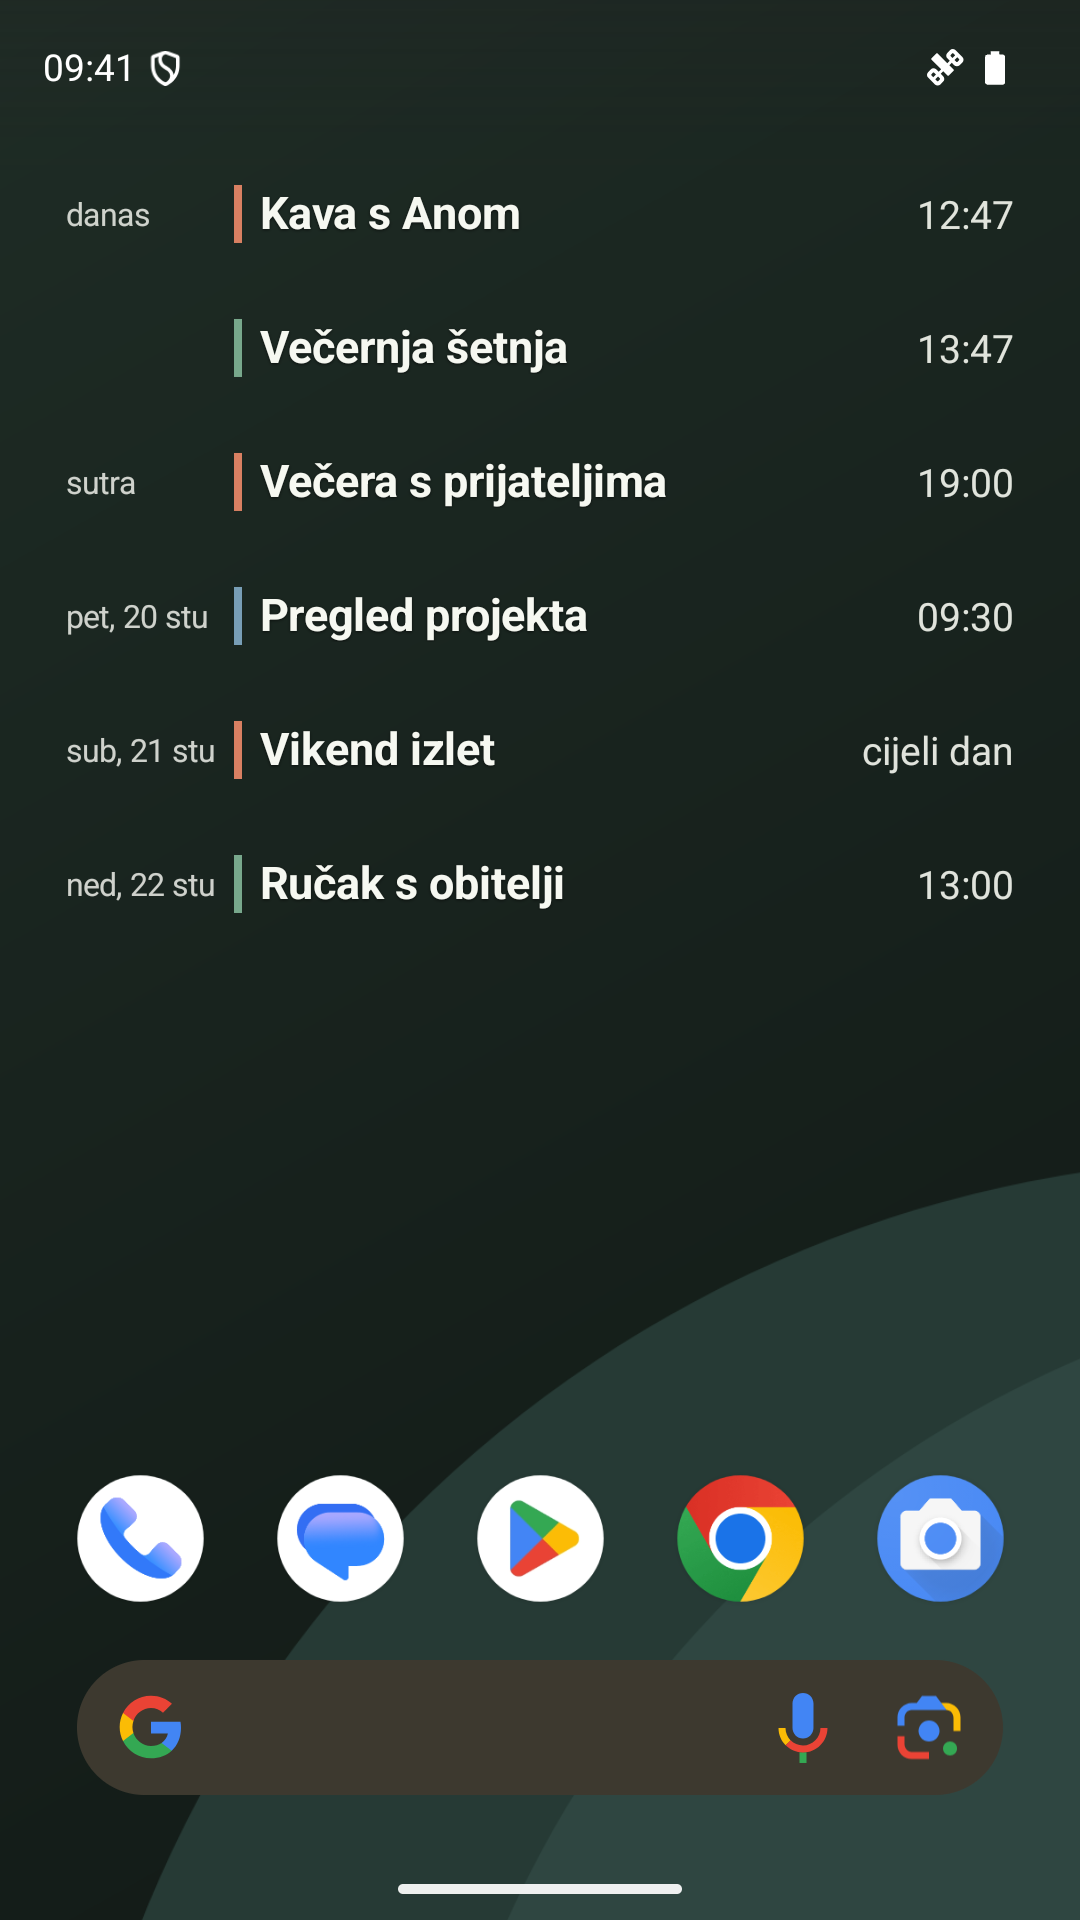 09:41
danas Kava s Anom 12:47
Večernja šetnja 13:47
sutra Večera s prijateljima 19:00
pet, 20 stu Pregled projekta 09:30
sub, 21 stu Vikend izlet cijeli dan
ned, 22 stu Ručak s obitelji 13:00